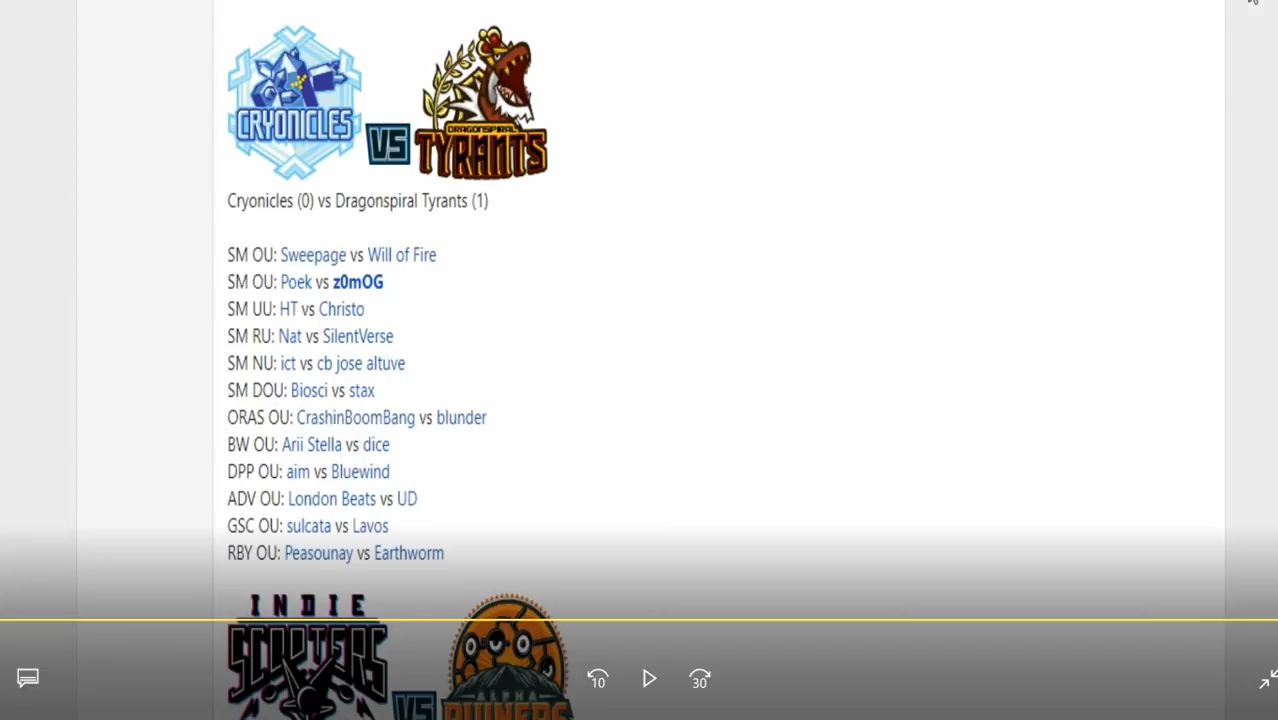 CRYONICLES
VS
DRAGONSPIRAL
TYRANTS
Cryonicles (0) vs Dragonspiral Tyrants (1)
SM OU: Sweepage vs Will of Fire
SM OU: Poek vs z0mOG
SM UU: HT vs Christo
SM RU: Nat vs SilentVerse
SM NU: ict vs cb jose altuve
SM DOU: Biosci vs stax
ORAS OU: CrashinBoomBang vs blunder
BW OU: Arii Stella vs dice
DPP OU: aim vs Bluewind
ADV OU: London Beats vs UD
GSC OU: sulcata vs Lavos
RBY OU: Peasounay vs Earthworm
INDIE
SCOOTERS
VS
ALPHA
RUINERS
10
30